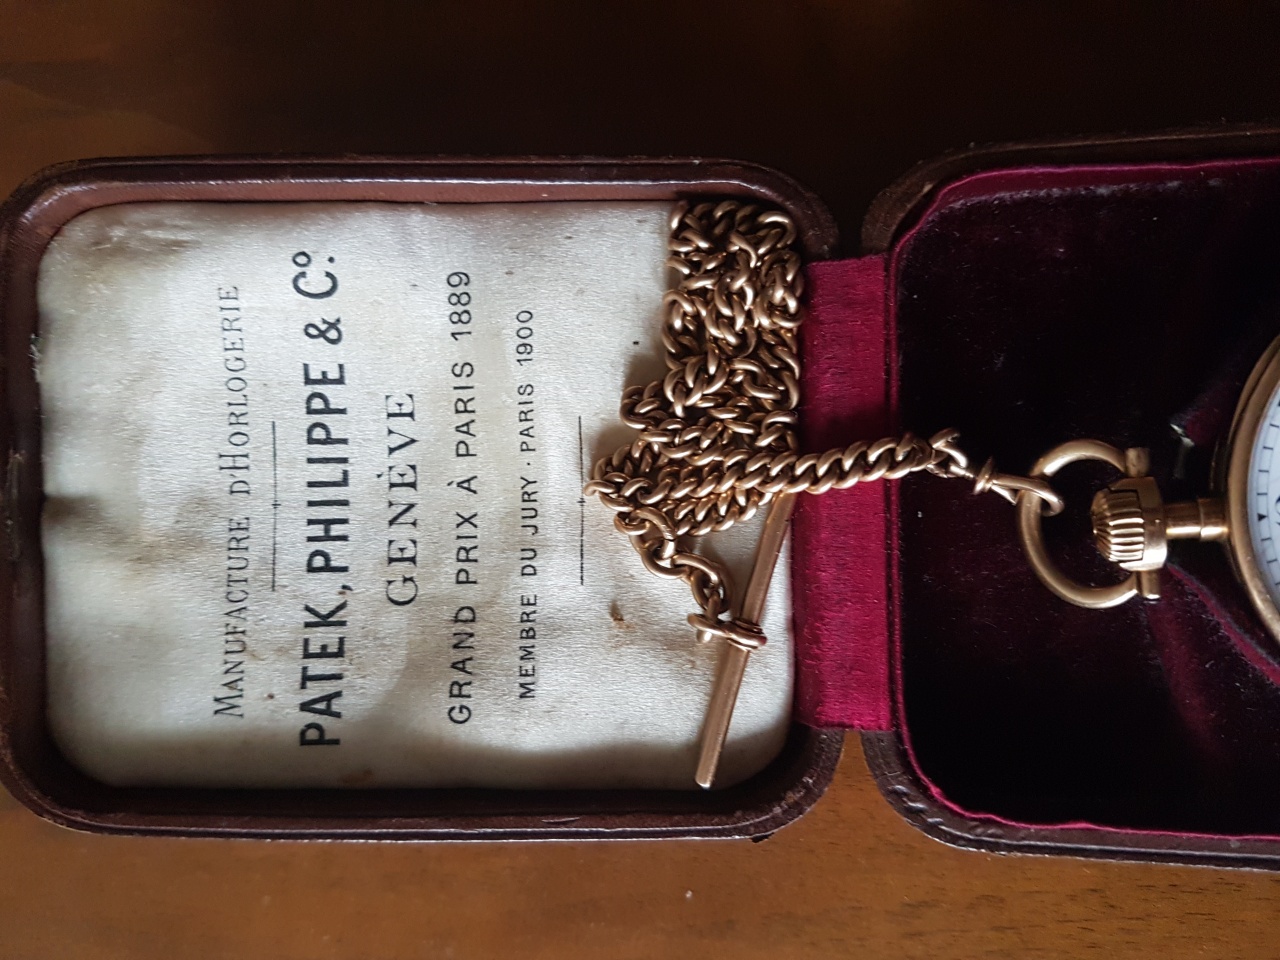 MANUFACTURE D'HORLOGERIE
PATEK, PHILIPPE & Cº.
GENÈVE
GRAND PRIX À PARIS 1889
MEMBRE DU JURY · PARIS 1900